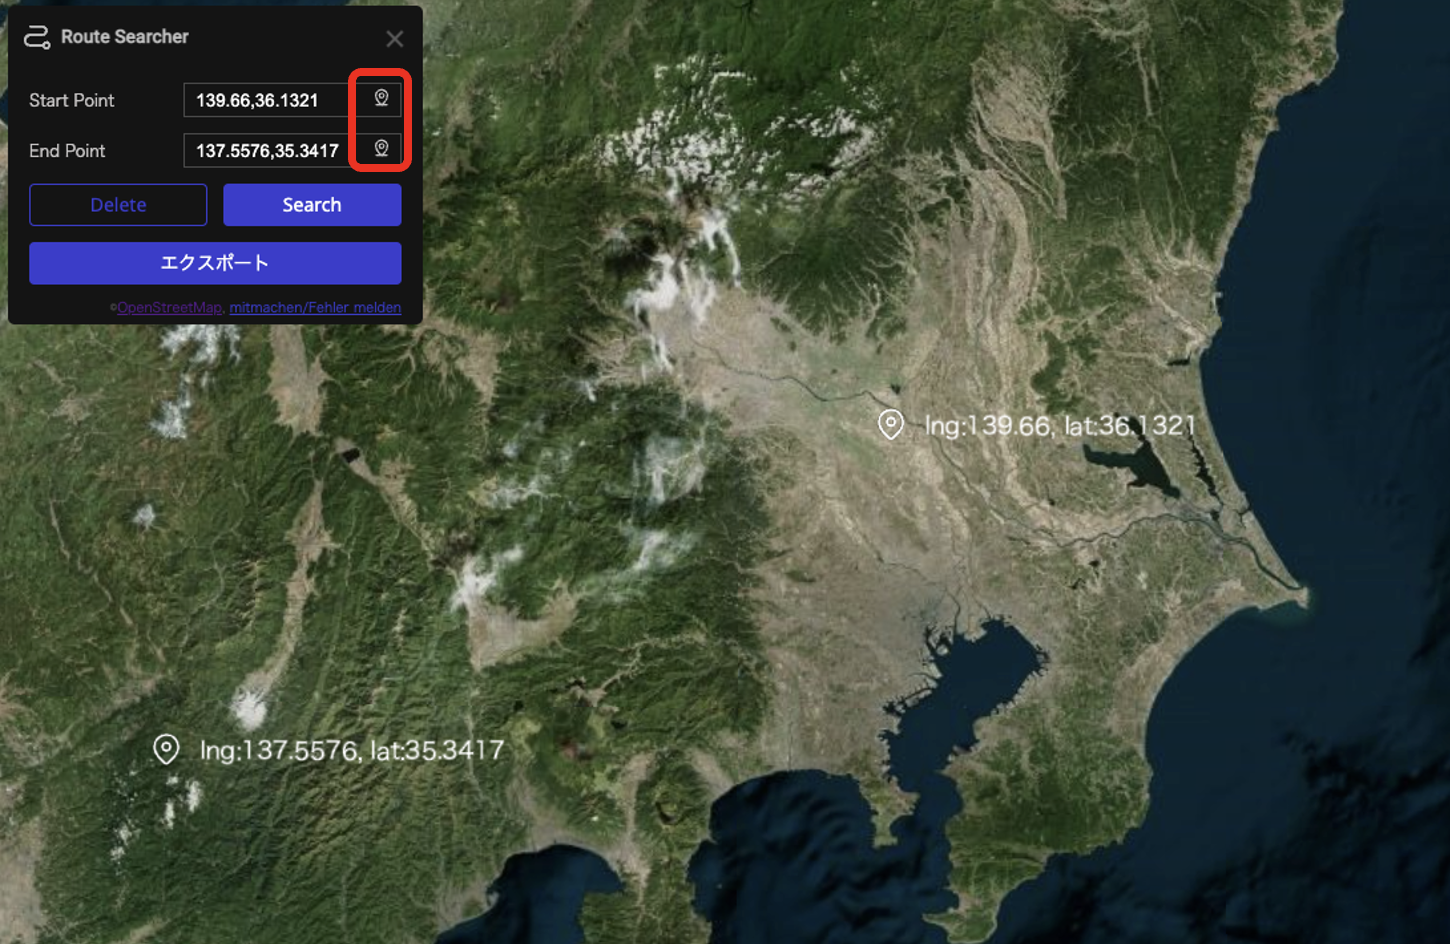 Route Searcher
Start Point
139.66,36.1321
End Point
137.5576,35.3417
Delete
Search
エクスポート
©OpenStreetMap, mitmachen/Fehler melden
lng:139.66, lat:36.1321
lng:137.5576, lat:35.3417